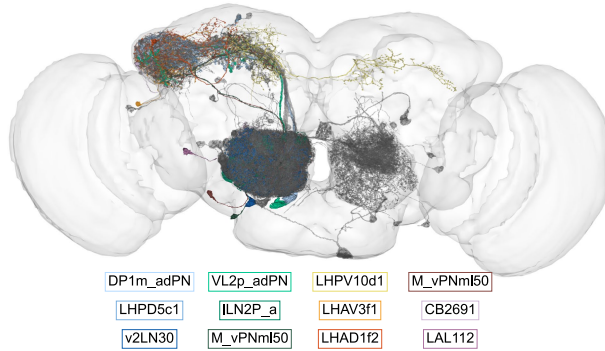 DP1m_adPN VL2p_adPN LHPV10d1 M_vPNml50
LHPD5c1 lLN2P_a LHAV3f1 CB2691
v2LN30 M_vPNml50 LHAD1f2 LAL112